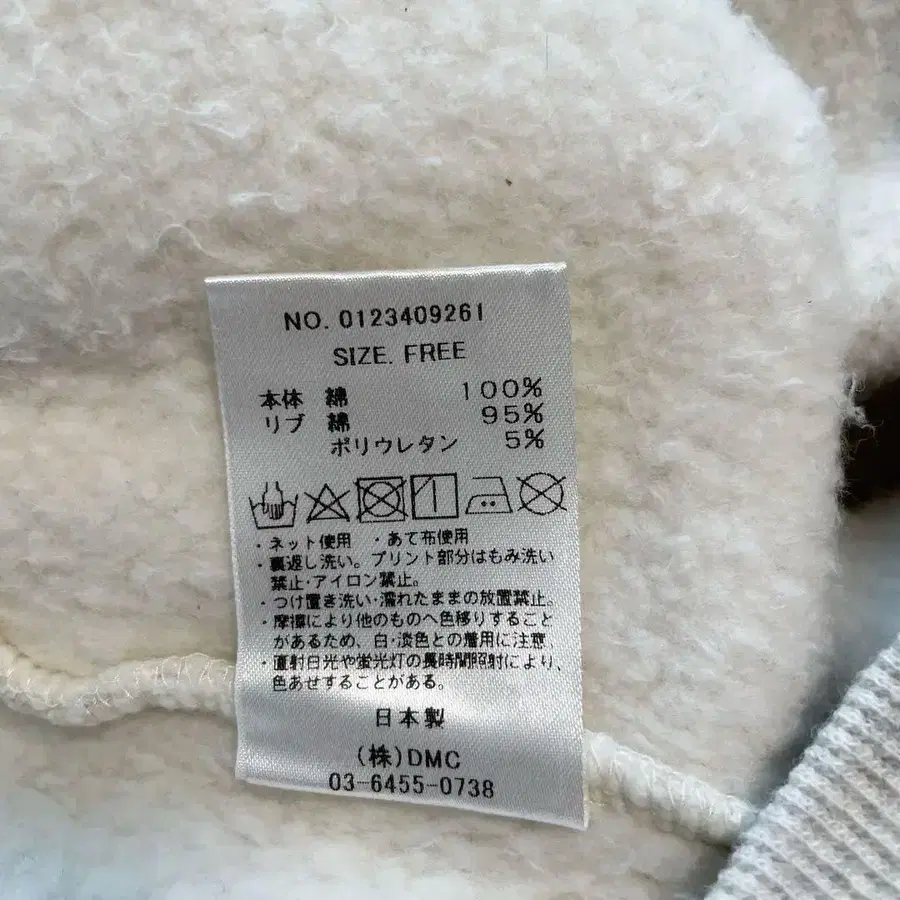 NO. 0123409261
SIZE. FREE
本体 綿 100%
リブ 綿 95%
ポリウレタン 5%
・ネット使用 ・あて布使用
・裏返し洗い。プリント部分はもみ洗い
禁止・アイロン禁止。
・つけ置き洗い・濡れたままの放置禁止。
・摩擦により他のものへ色移りすること
があるため、白・淡色との着用に注意
・直射日光や蛍光灯の長時間照射により、
色あせすることがある。
日本製
(株)DMC
03-6455-0738